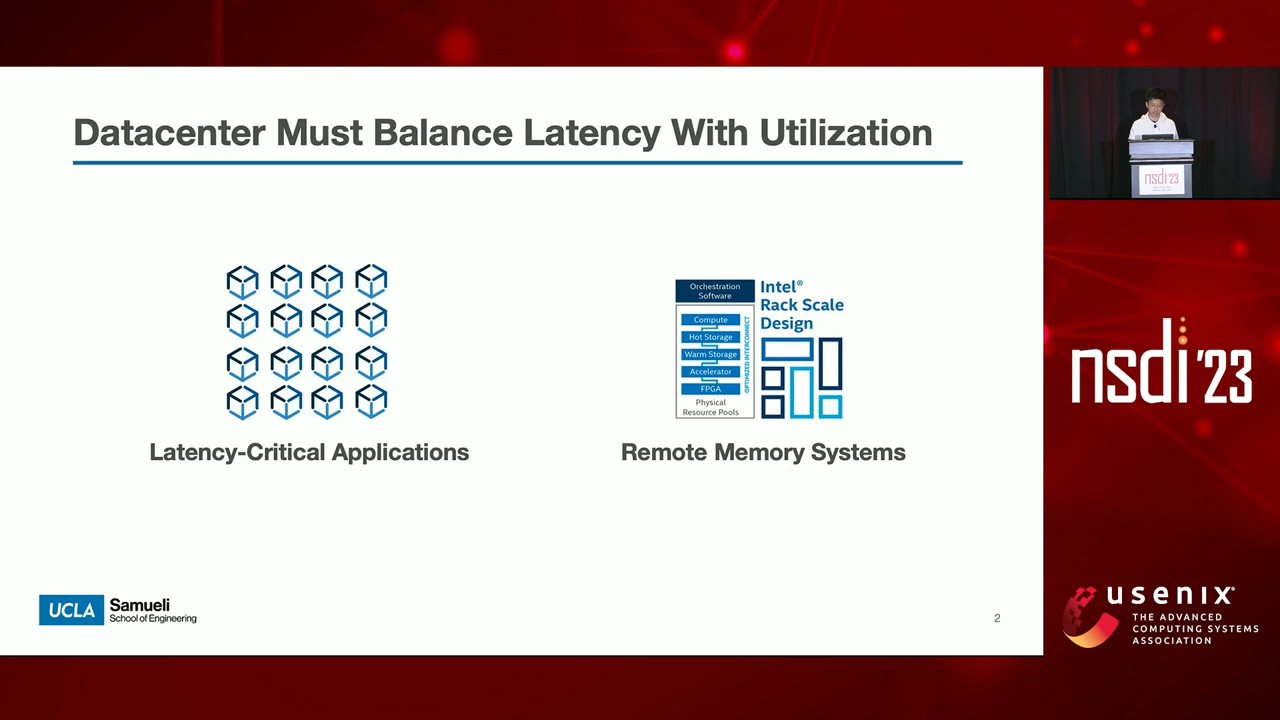 Datacenter Must Balance Latency With Utilization
Orchestration
Software
Compute
Hot Storage
Warm Storage
Accelerator
FPGA
OPTIMIZED INTERCONNECT
Physical
Resource Pools
Intel®
Rack Scale
Design
Latency-Critical Applications
Remote Memory Systems
UCLA
Samueli
School of Engineering
2
nsdi'23
nsdi '23
usenix®
THE ADVANCED
COMPUTING SYSTEMS
ASSOCIATION